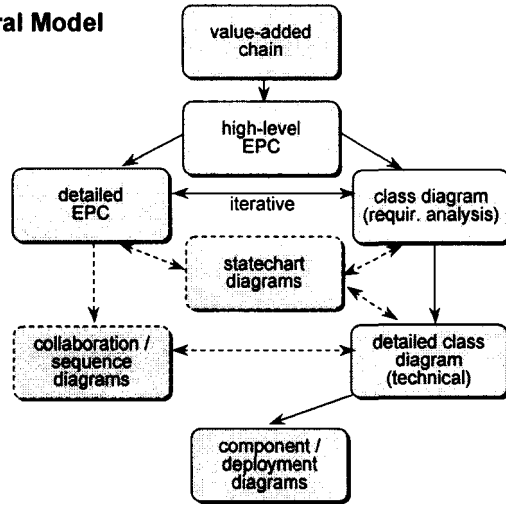 ral Model
value-added
chain
high-level
EPC
detailed
EPC
iterative
class diagram
(requir. analysis)
statechart
diagrams
collaboration /
sequence
diagrams
detailed class
diagram
(technical)
component /
deployment
diagrams